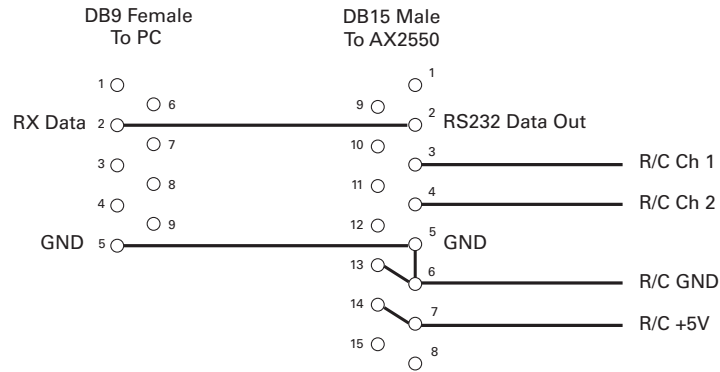 DB9 Female
To PC
DB15 Male
To AX2550
1
1
6
9
RX Data 2
2 RS232 Data Out
7
10
3
3
R/C Ch 1
8
11
4
4
R/C Ch 2
9
12
GND 5
5
GND
13
6
R/C GND
14
7
R/C +5V
15
8